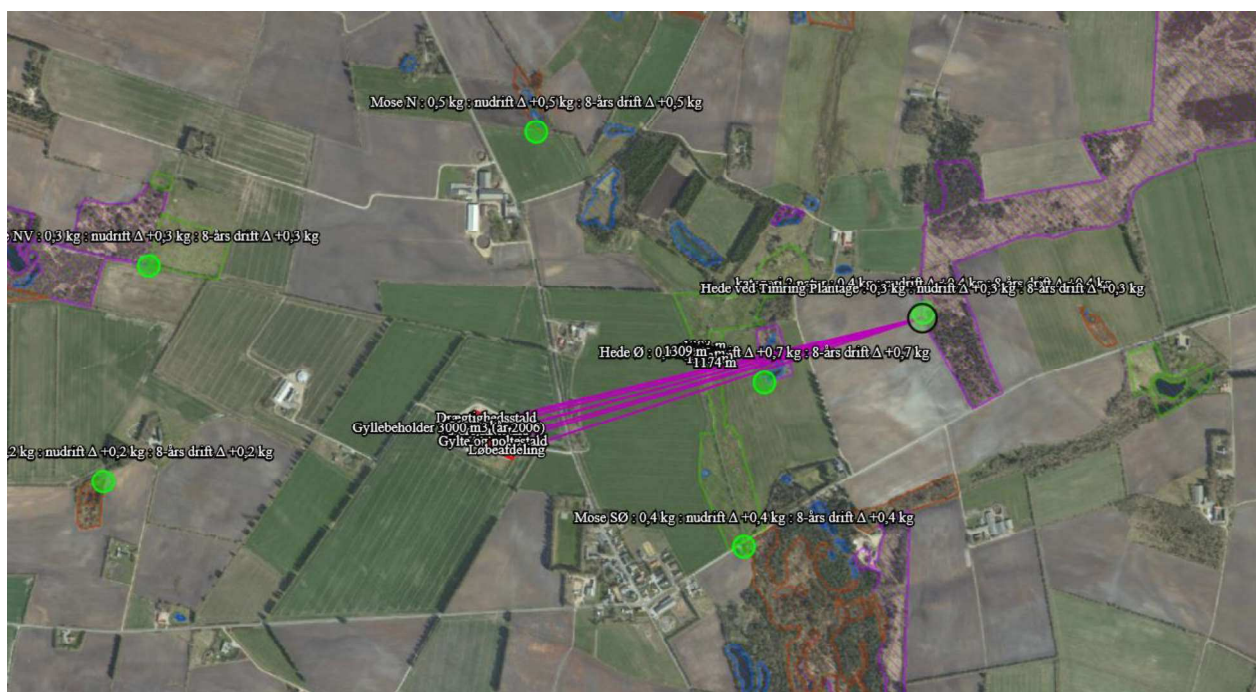 Mose N : 0,5 kg : nudrift Δ +0,5 kg : 8-års drift Δ +0,5 kg
NV : 0,3 kg : nudrift Δ +0,3 kg : 8-års drift Δ +0,3 kg
Hede ved Timring Plantage : 0,3 kg : nudrift Δ +0,3 kg : 8-års drift Δ +0,3 kg
Hede Ø : 1309 m Δ +0,7 kg : 8-års drift Δ +0,7 kg
1174 m
Drægtighedsstald
Gyllebeholder 3000 m3 (år 2006)
Gylte og poltestald
Løbeafdeling
,2 kg : nudrift Δ +0,2 kg : 8-års drift Δ +0,2 kg
Mose SØ : 0,4 kg : nudrift Δ +0,4 kg : 8-års drift Δ +0,4 kg